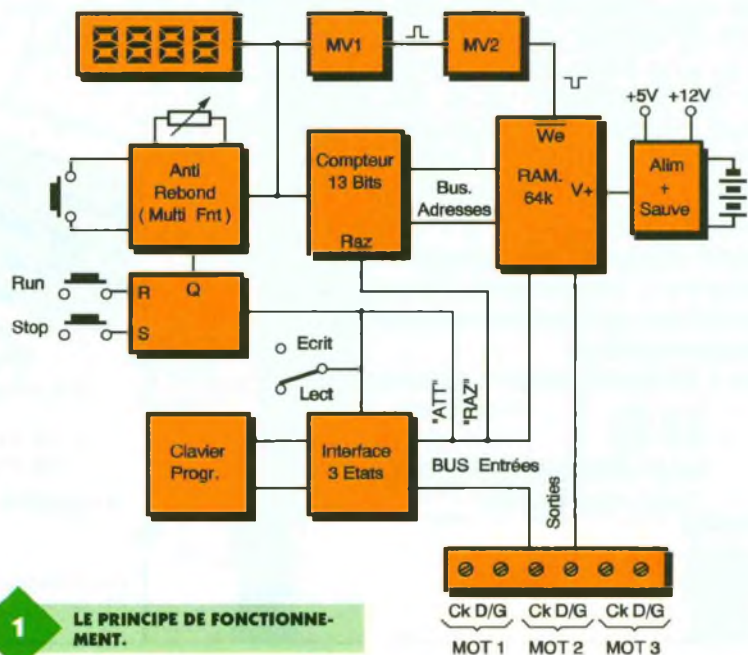 8888
MV1
MV2
+5V
+12V
Anti
Rebond
( Multi Fnt )
Compteur
13 Bits
Raz
Bus.
Adresses
We
RAM.
64k
V+
Alim
+
Sauve
Run
Stop
R
Q
S
Ecrit
Lect
"ATT"
"RAZ"
Clavier
Progr.
Interface
3 Etats
BUS Entrées
Sorties
Ck D/G
Ck D/G
Ck D/G
MOT 1
MOT 2
MOT 3
1
LE PRINCIPE DE FONCTIONNE-
MENT.